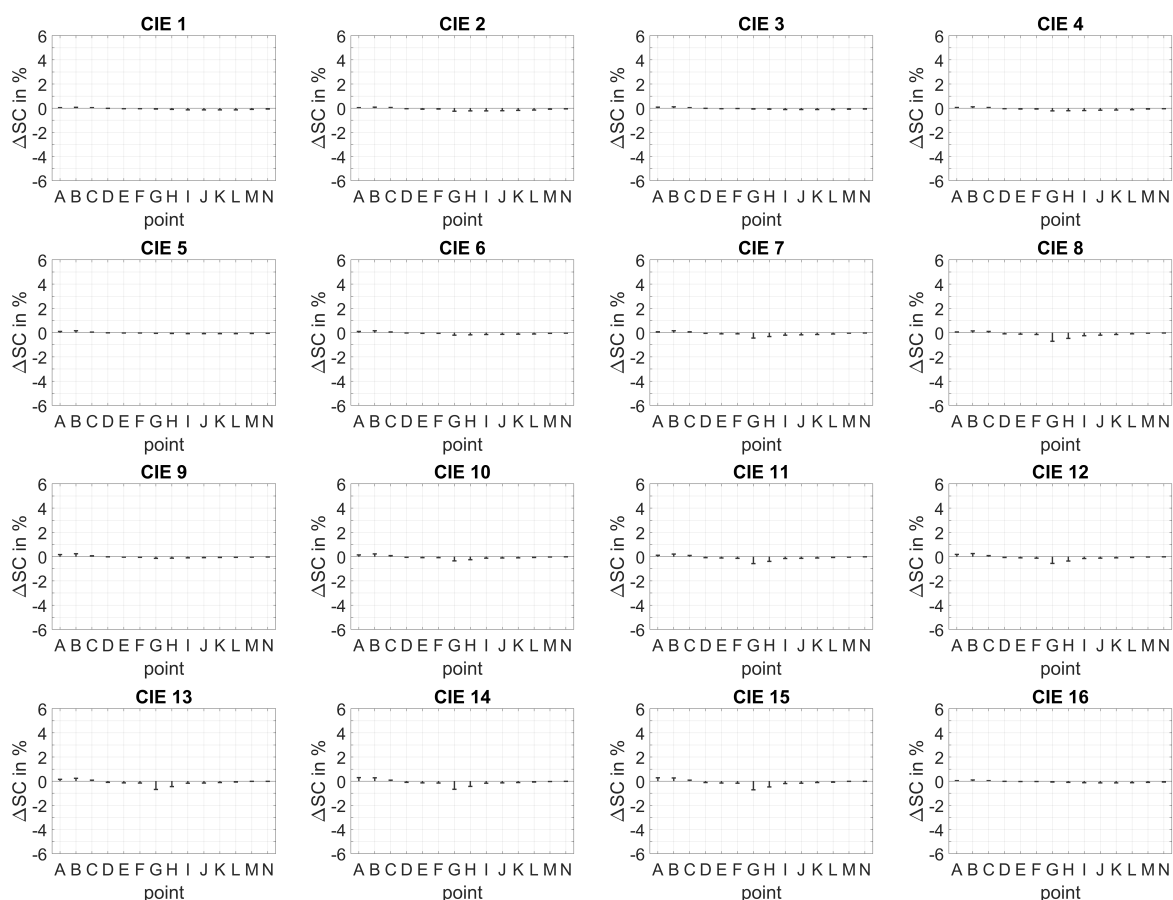 CIE 1 CIE 2 CIE 3 CIE 4
6 6 6 6
4 4 4 4
2 2 2 2
0 0 0 0
-2 -2 -2 -2
-4 -4 -4 -4
-6 -6 -6 -6
ΔSC in % ΔSC in % ΔSC in % ΔSC in %
A B C D E F G H I J K L M N A B C D E F G H I J K L M N A B C D E F G H I J K L M N A B C D E F G H I J K L M N
point point point point
CIE 5 CIE 6 CIE 7 CIE 8
6 6 6 6
4 4 4 4
2 2 2 2
0 0 0 0
-2 -2 -2 -2
-4 -4 -4 -4
-6 -6 -6 -6
ΔSC in % ΔSC in % ΔSC in % ΔSC in %
A B C D E F G H I J K L M N A B C D E F G H I J K L M N A B C D E F G H I J K L M N A B C D E F G H I J K L M N
point point point point
CIE 9 CIE 10 CIE 11 CIE 12
6 6 6 6
4 4 4 4
2 2 2 2
0 0 0 0
-2 -2 -2 -2
-4 -4 -4 -4
-6 -6 -6 -6
ΔSC in % ΔSC in % ΔSC in % ΔSC in %
A B C D E F G H I J K L M N A B C D E F G H I J K L M N A B C D E F G H I J K L M N A B C D E F G H I J K L M N
point point point point
CIE 13 CIE 14 CIE 15 CIE 16
6 6 6 6
4 4 4 4
2 2 2 2
0 0 0 0
-2 -2 -2 -2
-4 -4 -4 -4
-6 -6 -6 -6
ΔSC in % ΔSC in % ΔSC in % ΔSC in %
A B C D E F G H I J K L M N A B C D E F G H I J K L M N A B C D E F G H I J K L M N A B C D E F G H I J K L M N
point point point point